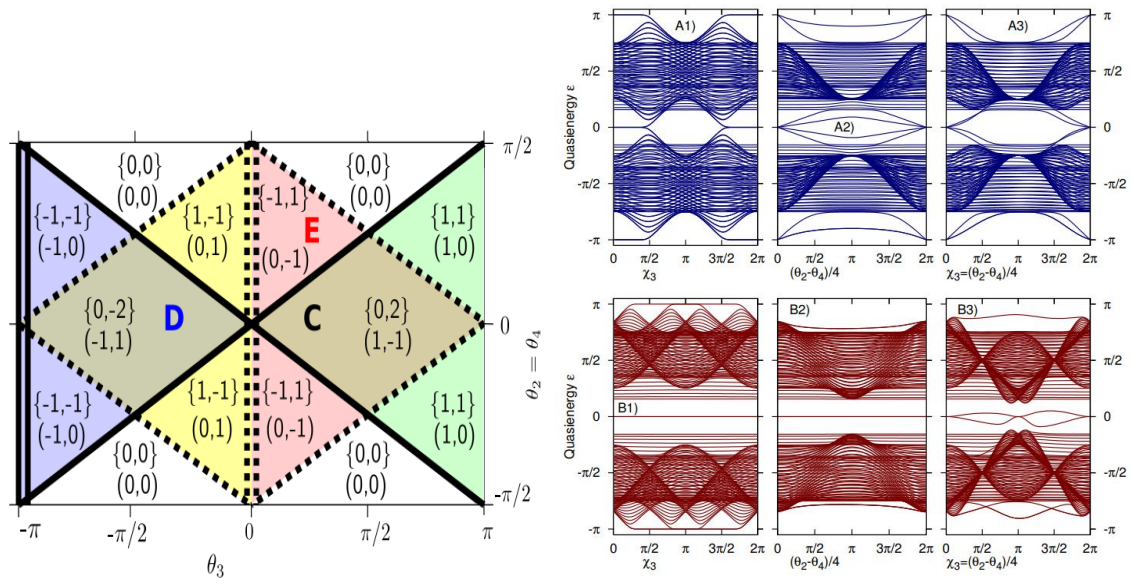 {0,0}
(0,0)
{0,0}
(0,0)
π/2
{-1,-1}
(-1,0)
{1,-1}
(0,1)
{-1,1}
E
(0,-1)
{1,1}
(1,0)
{0,-2}
(-1,1)
D
C
{0,2}
(1,-1)
0
θ2 = θ4
{-1,-1}
(-1,0)
{1,-1}
(0,1)
{-1,1}
(0,-1)
{1,1}
(1,0)
{0,0}
(0,0)
{0,0}
(0,0)
-π/2
-π
-π/2
0
π/2
π
θ3
A1)
A2)
A3)
Quasienergy ε
π
π/2
0
-π/2
-π
0 π/2 π 3π/2 2π
0 π/2 π 3π/2 2π
0 π/2 π 3π/2 2π
χ3
(θ2-θ4)/4
χ3=(θ2-θ4)/4
B1)
B2)
B3)
Quasienergy ε
π
π/2
0
-π/2
-π
0 π/2 π 3π/2 2π
0 π/2 π 3π/2 2π
0 π/2 π 3π/2 2π
χ3
(θ2-θ4)/4
χ3=(θ2-θ4)/4